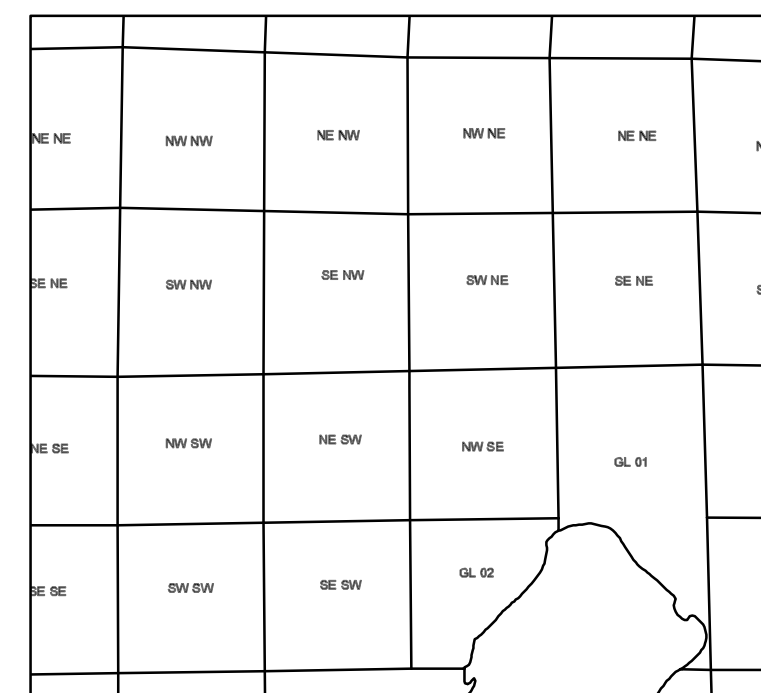 NE NE
NW NW
NE NW
NW NE
NE NE
SE NE
SW NW
SE NW
SW NE
SE NE
NE SE
NW SW
NE SW
NW SE
GL 01
SE SE
SW SW
SE SW
GL 02